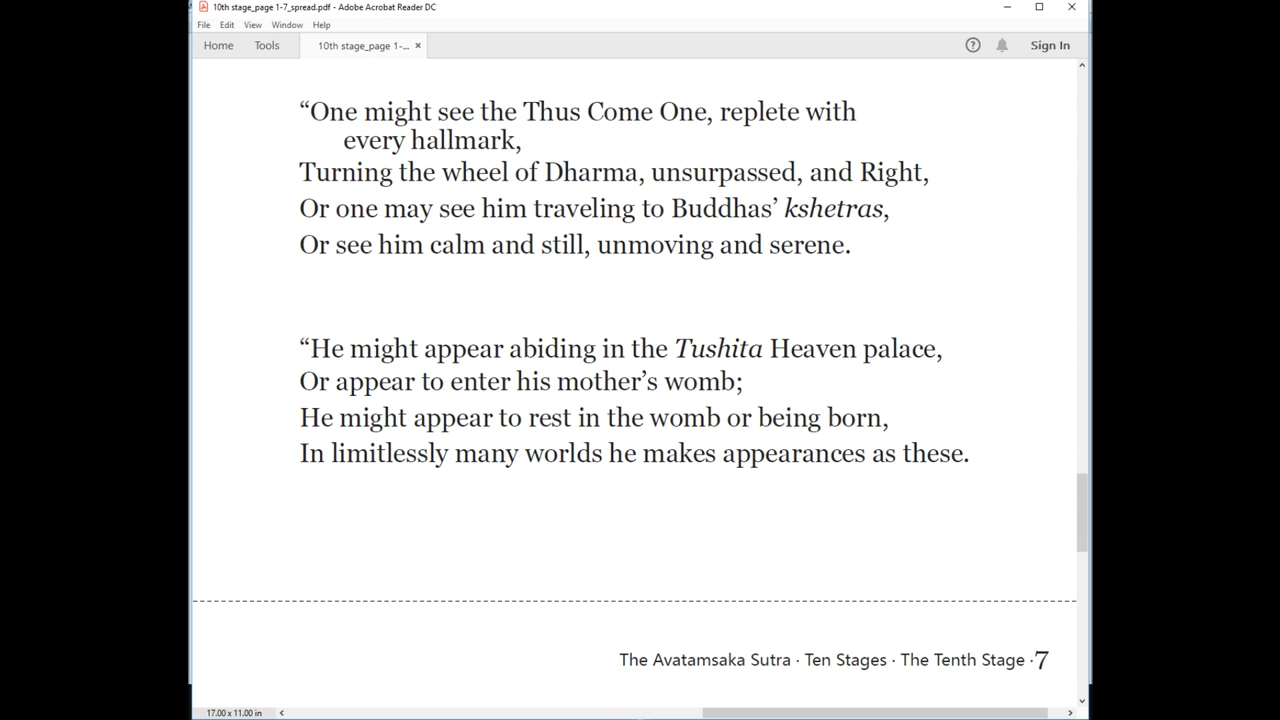 10th stage_page 1-7_spread.pdf - Adobe Acrobat Reader DC
File Edit View Window Help
Home Tools 10th stage_page 1-... × Sign In
“One might see the Thus Come One, replete with
every hallmark,
Turning the wheel of Dharma, unsurpassed, and Right,
Or one may see him traveling to Buddhas’ kshetras,
Or see him calm and still, unmoving and serene.
“He might appear abiding in the Tushita Heaven palace,
Or appear to enter his mother’s womb;
He might appear to rest in the womb or being born,
In limitlessly many worlds he makes appearances as these.
The Avatamsaka Sutra · Ten Stages · The Tenth Stage ·7
17.00 x 11.00 in